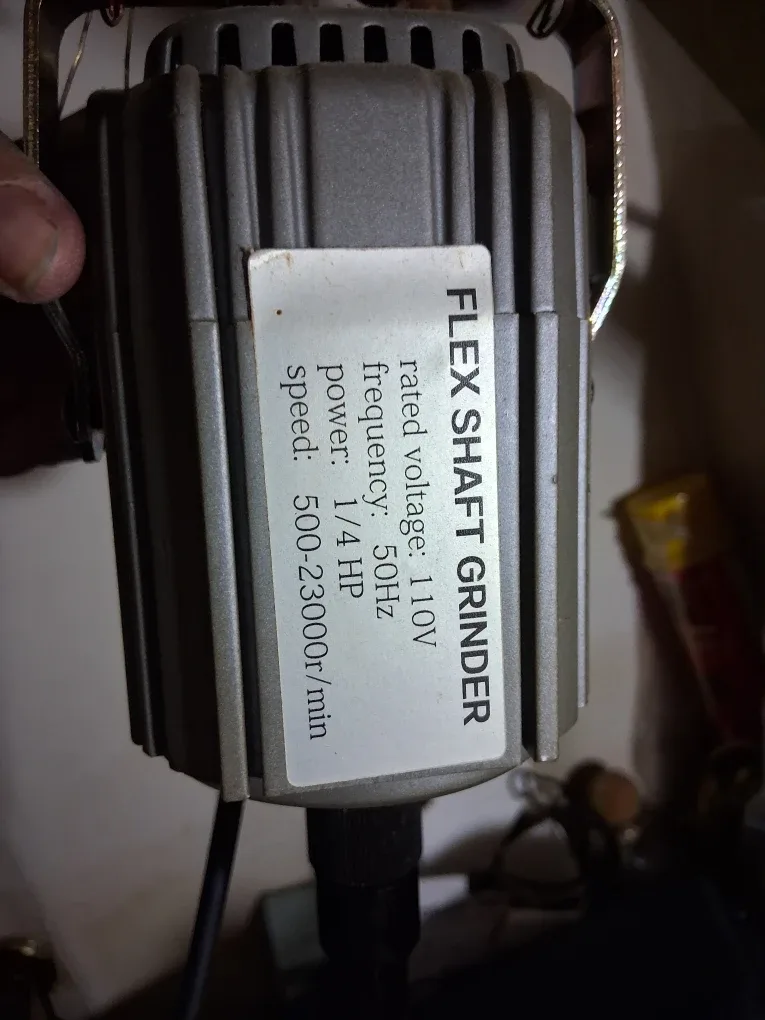 FLEX SHAFT GRINDER
rated voltage: 110V
frequency: 50Hz
power: 1/4 HP
speed: 500-23000r/min